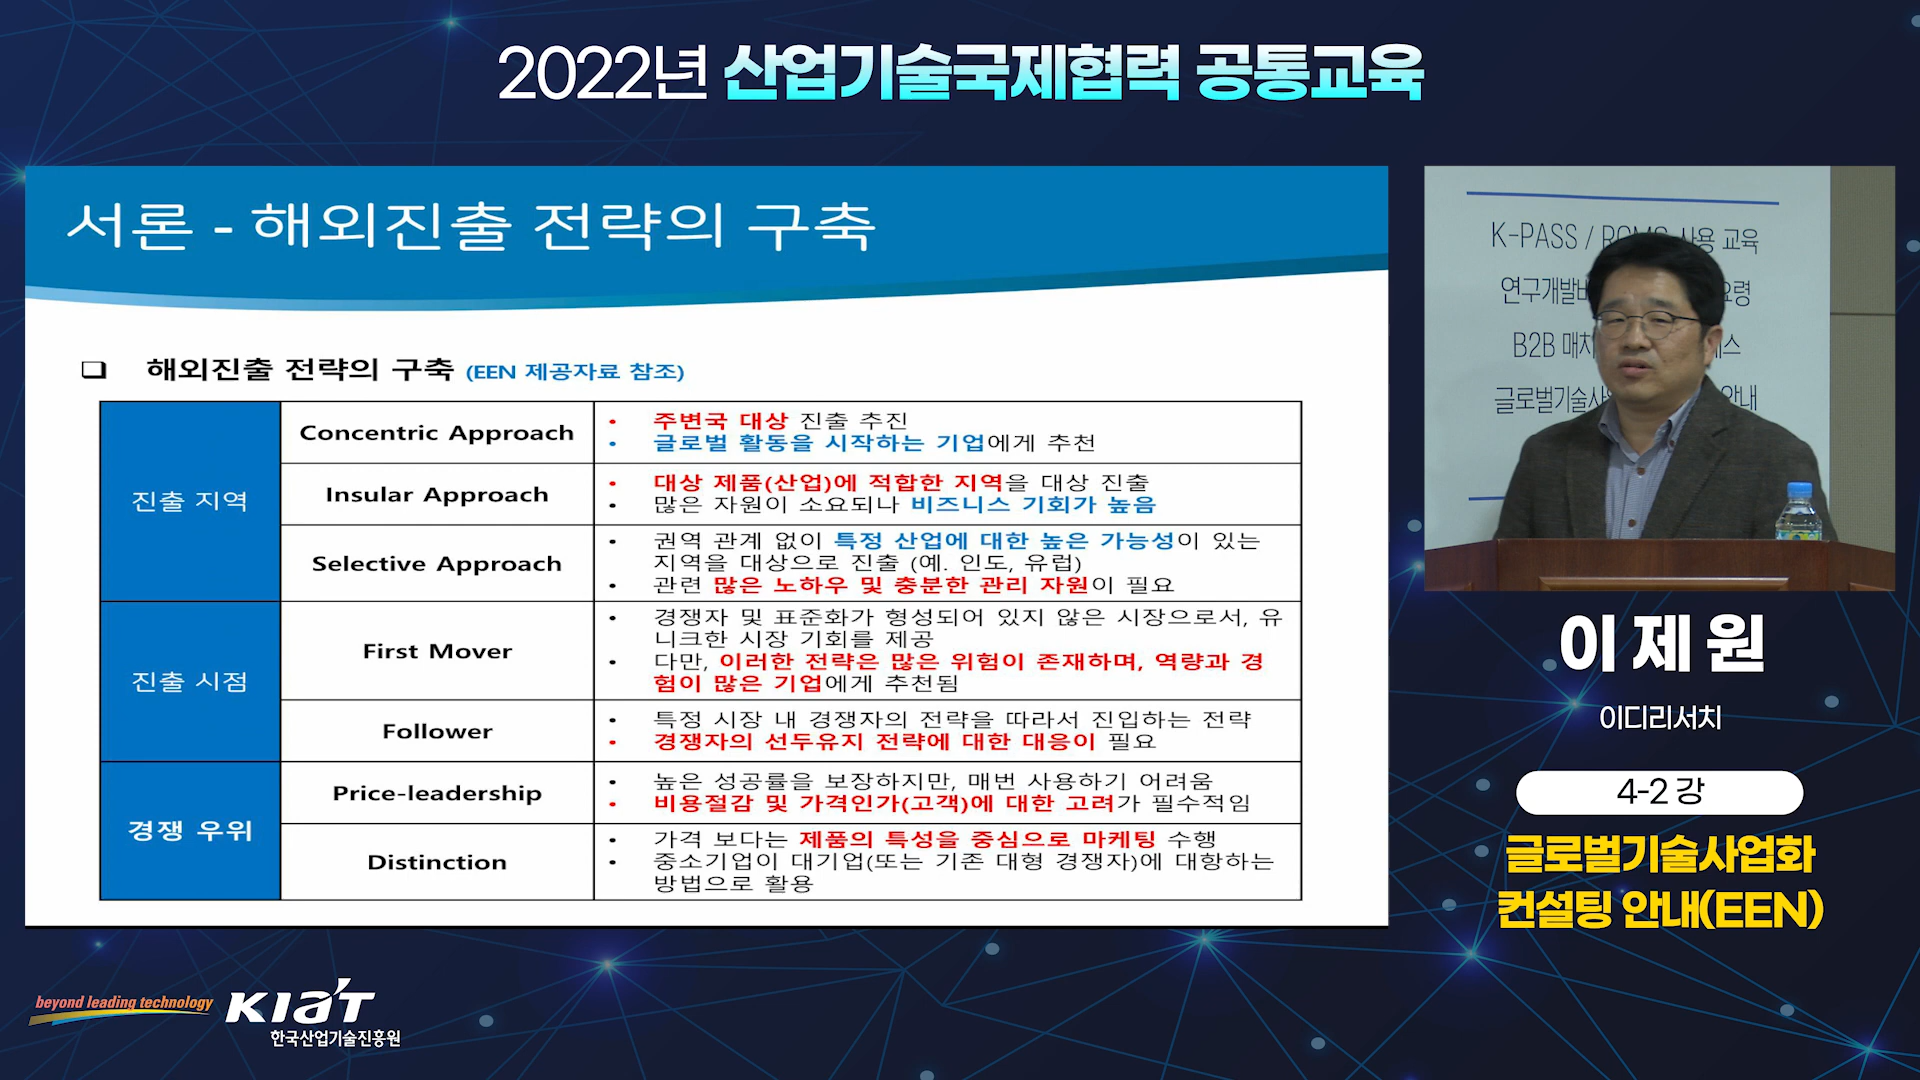 2022년 산업기술국제협력 공통교육
서론 - 해외진출 전략의 구축
❑ 해외진출 전략의 구축 (EEN 제공자료 참조)
진출 지역
Concentric Approach
• 주변국 대상 진출 추진
• 글로벌 활동을 시작하는 기업에게 추천
Insular Approach
• 대상 제품(산업)에 적합한 지역을 대상 진출
• 많은 자원이 소요되나 비즈니스 기회가 높음
Selective Approach
• 권역 관계 없이 특정 산업에 대한 높은 가능성이 있는
지역을 대상으로 진출 (예. 인도, 유럽)
• 관련 많은 노하우 및 충분한 관리 자원이 필요
진출 시점
First Mover
• 경쟁자 및 표준화가 형성되어 있지 않은 시장으로서, 유
니크한 시장 기회를 제공
• 다만, 이러한 전략은 많은 위험이 존재하며, 역량과 경
험이 많은 기업에게 추천됨
Follower
• 특정 시장 내 경쟁자의 전략을 따라서 진입하는 전략
• 경쟁자의 선두유지 전략에 대한 대응이 필요
경쟁 우위
Price-leadership
• 높은 성공률을 보장하지만, 매번 사용하기 어려움
• 비용절감 및 가격인가(고객)에 대한 고려가 필수적임
Distinction
• 가격 보다는 제품의 특성을 중심으로 마케팅 수행
• 중소기업이 대기업(또는 기존 대형 경쟁자)에 대항하는
방법으로 활용
K-PASS / 사용 교육
연구개발 요령
B2B 매치
글로벌기술사 안내
이제원
이디리서치
4-2 강
글로벌기술사업화
컨설팅 안내(EEN)
beyond leading technology
KIAT
한국산업기술진흥원